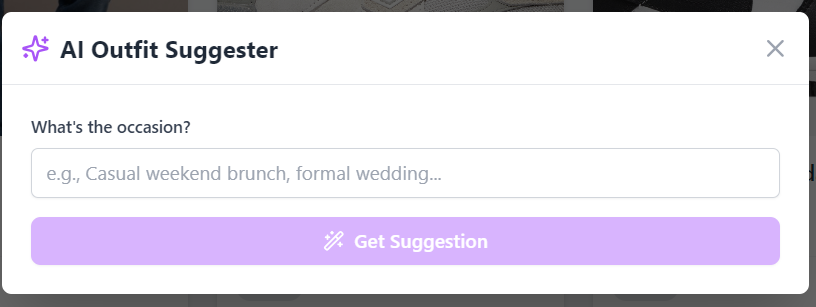 AI Outfit Suggester
What's the occasion?
e.g., Casual weekend brunch, formal wedding...
Get Suggestion